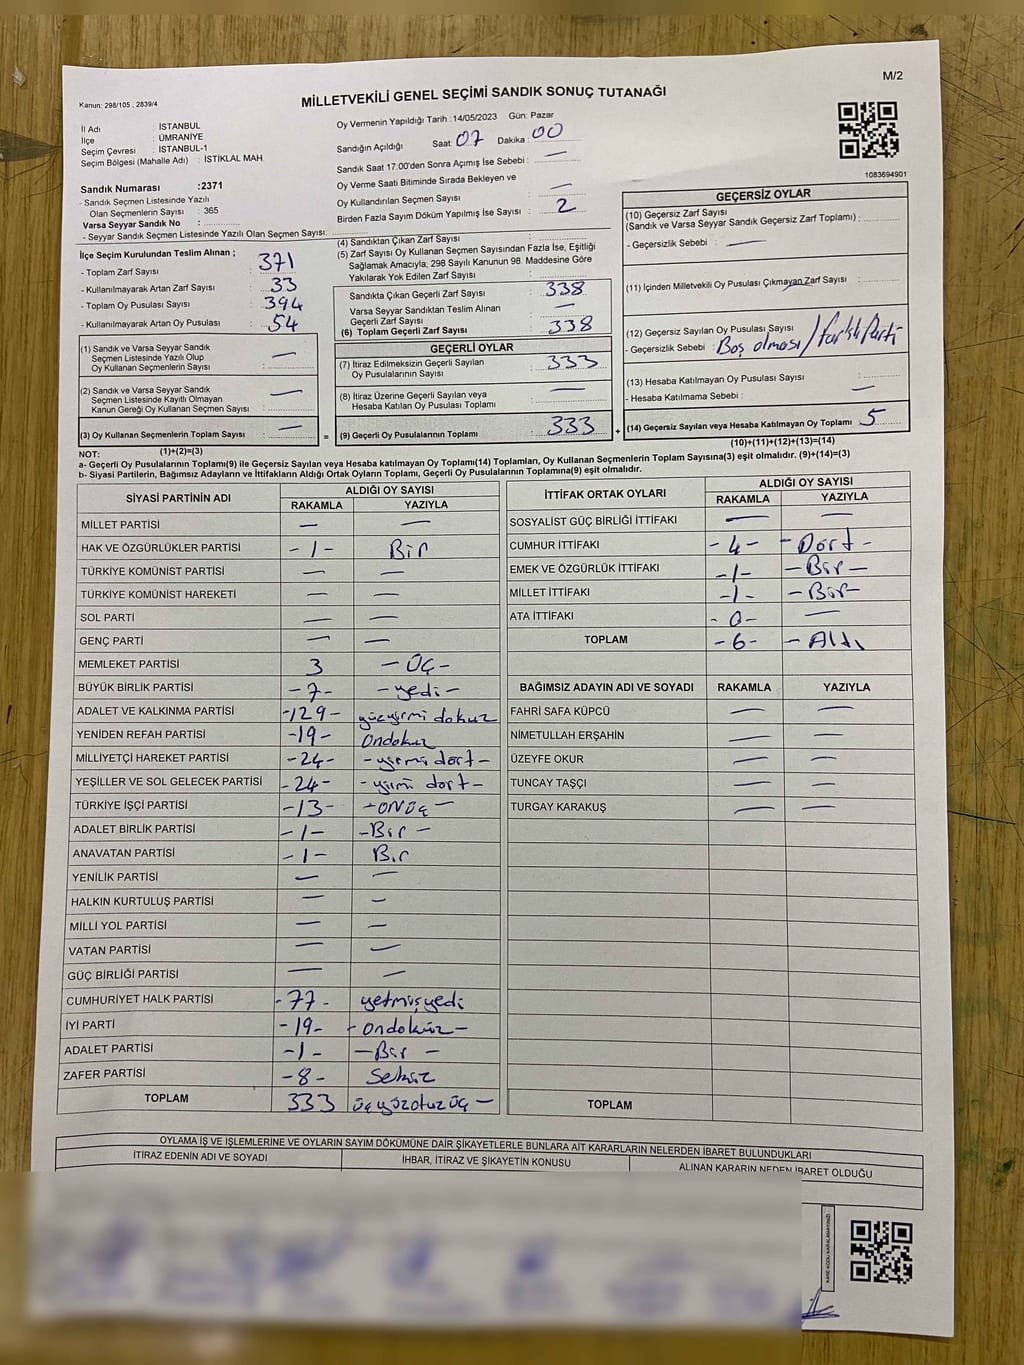 M/2
Kanun: 298/105 , 2839/4
MİLLETVEKİLİ GENEL SEÇİMİ SANDIK SONUÇ TUTANAĞI
İl Adı : İSTANBUL
İlçe : ÜMRANİYE
Seçim Çevresi : İSTANBUL-1
Seçim Bölgesi (Mahalle Adı) : İSTİKLAL MAH.
Sandık Numarası :2371
- Sandık Seçmen Listesinde Yazılı
Olan Seçmenlerin Sayısı : 365
Varsa Seyyar Sandık No :
- Seyyar Sandık Seçmen Listesinde Yazılı Olan Seçmen Sayısı:
Oy Vermenin Yapıldığı Tarih :14/05/2023 Gün: Pazar
Sandığın Açıldığı Saat 07 Dakika : 00
Sandık Saat 17.00'den Sonra Açımış İse Sebebi : —
Oy Verme Saati Bitiminde Sırada Bekleyen ve
Oy Kullandırılan Seçmen Sayısı : —
Birden Fazla Sayım Döküm Yapılmış İse Sayısı : 2
1083694901
İlçe Seçim Kurulundan Teslim Alınan ;
- Toplam Zarf Sayısı : 371
- Kullanılmayarak Artan Zarf Sayısı : 33
- Toplam Oy Pusulası Sayısı : 394
- Kullanılmayarak Artan Oy Pusulası : 54
(1) Sandık ve Varsa Seyyar Sandık
Seçmen Listesinde Yazılı Olup
Oy Kullanan Seçmenlerin Sayısı : —
(2) Sandık ve Varsa Seyyar Sandık
Seçmen Listesinde Kayıtlı Olmayan
Kanun Gereği Oy Kullanan Seçmen Sayısı : —
(3) Oy Kullanan Seçmenlerin Toplam Sayısı : —
(1)+(2)=(3)
(4) Sandıktan Çıkan Zarf Sayısı :
(5) Zarf Sayısı Oy Kullanan Seçmen Sayısından Fazla İse, Eşitliği
Sağlamak Amacıyla, 298 Sayılı Kanunun 98. Maddesine Göre
Yakılarak Yok Edilen Zarf Sayısı :
Sandıkta Çıkan Geçerli Zarf Sayısı : 338
Varsa Seyyar Sandıktan Teslim Alınan
Geçerli Zarf Sayısı : —
(6) Toplam Geçerli Zarf Sayısı : 338
GEÇERLİ OYLAR
(7) İtiraz Edilmeksizin Geçerli Sayılan
Oy Pusulalarının Sayısı : 333
(8) İtiraz Üzerine Geçerli Sayılan veya
Hesaba Katılan Oy Pusulası Toplamı : —
= (9) Geçerli Oy Pusulalarının Toplamı : 333
GEÇERSİZ OYLAR
(10) Geçersiz Zarf Sayısı
(Sandık ve Varsa Seyyar Sandık Geçersiz Zarf Toplamı) :
- Geçersizlik Sebebi : —
(11) İçinden Milletvekili Oy Pusulası Çıkmayan Zarf Sayısı :
(12) Geçersiz Sayılan Oy Pusulası Sayısı
- Geçersizlik Sebebi : Boş olması / farklı Parti
(13) Hesaba Katılmayan Oy Pusulası Sayısı :
- Hesaba Katılmama Sebebi : —
+ (14) Geçersiz Sayılan veya Hesaba Katılmayan Oy Toplamı : 5
(10)+(11)+(12)+(13)=(14)
NOT:
a- Geçerli Oy Pusulalarının Toplamı(9) ile Geçersiz Sayılan veya Hesaba katılmayan Oy Toplamı(14) Toplamları, Oy Kullanan Seçmenlerin Toplam Sayısına(3) eşit olmalıdır. (9)+(14)=(3)
b- Siyasi Partilerin, Bağımsız Adayların ve İttifakların Aldığı Ortak Oyların Toplamı, Geçerli Oy Pusulalarının Toplamına(9) eşit olmalıdır.
SİYASİ PARTİNİN ADI ALDIĞI OY SAYISI
RAKAMLA YAZIYLA
MİLLET PARTİSİ — —
HAK VE ÖZGÜRLÜKLER PARTİSİ -1- Bir
TÜRKİYE KOMÜNİST PARTİSİ — —
TÜRKİYE KOMÜNİST HAREKETİ — —
SOL PARTİ — —
GENÇ PARTİ — —
MEMLEKET PARTİSİ 3 -Üç-
BÜYÜK BİRLİK PARTİSİ -7- -yedi-
ADALET VE KALKINMA PARTİSİ -129- yüzyirmi dokuz
YENİDEN REFAH PARTİSİ -19- Ondokuz
MİLLİYETÇİ HAREKET PARTİSİ -24- -yirmi dört-
YEŞİLLER VE SOL GELECEK PARTİSİ -24- -yirmi dört-
TÜRKİYE İŞÇİ PARTİSİ -13- -onüç-
ADALET BİRLİK PARTİSİ -1- -Bir-
ANAVATAN PARTİSİ -1- Bir
YENİLİK PARTİSİ — —
HALKIN KURTULUŞ PARTİSİ — —
MİLLİ YOL PARTİSİ — —
VATAN PARTİSİ — —
GÜÇ BİRLİĞİ PARTİSİ — —
CUMHURİYET HALK PARTİSİ -77- yetmişyedi
İYİ PARTİ -19- -ondokuz-
ADALET PARTİSİ -1- -Bir-
ZAFER PARTİSİ -8- Sekiz
TOPLAM 333 üçyüzotuzüç-
İTTİFAK ORTAK OYLARI ALDIĞI OY SAYISI
RAKAMLA YAZIYLA
SOSYALİST GÜÇ BİRLİĞİ İTTİFAKI — —
CUMHUR İTTİFAKI -4- -Dört-
EMEK VE ÖZGÜRLÜK İTTİFAKI -1- -Bir-
MİLLET İTTİFAKI -1- -Bir-
ATA İTTİFAKI -0- —
TOPLAM -6- -Altı
BAĞIMSIZ ADAYIN ADI VE SOYADI RAKAMLA YAZIYLA
FAHRİ SAFA KÜPCÜ — —
NİMETULLAH ERŞAHİN — —
ÜZEYFE OKUR — —
TUNCAY TAŞÇI — —
TURGAY KARAKUŞ — —
TOPLAM
OYLAMA İŞ VE İŞLEMLERİNE VE OYLARIN SAYIM DÖKÜMÜNE DAİR ŞİKAYETLERLE BUNLARA AİT KARARLARIN NELERDEN İBARET BULUNDUKLARI
İTİRAZ EDENİN ADI VE SOYADI İHBAR, İTİRAZ VE ŞİKAYETİN KONUSU ALINAN KARARIN NEDEN İBARET OLDUĞU